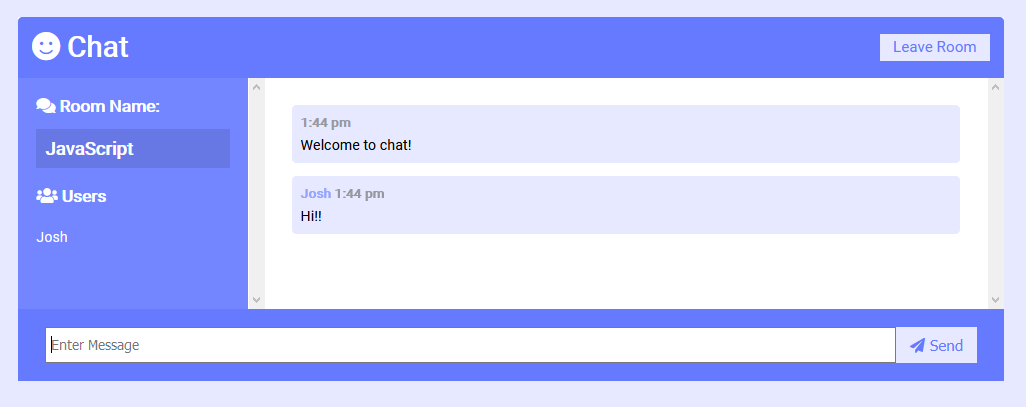 Chat
Leave Room
Room Name:
JavaScript
Users
Josh
1:44 pm
Welcome to chat!
Josh 1:44 pm
Hi!!
Enter Message
Send